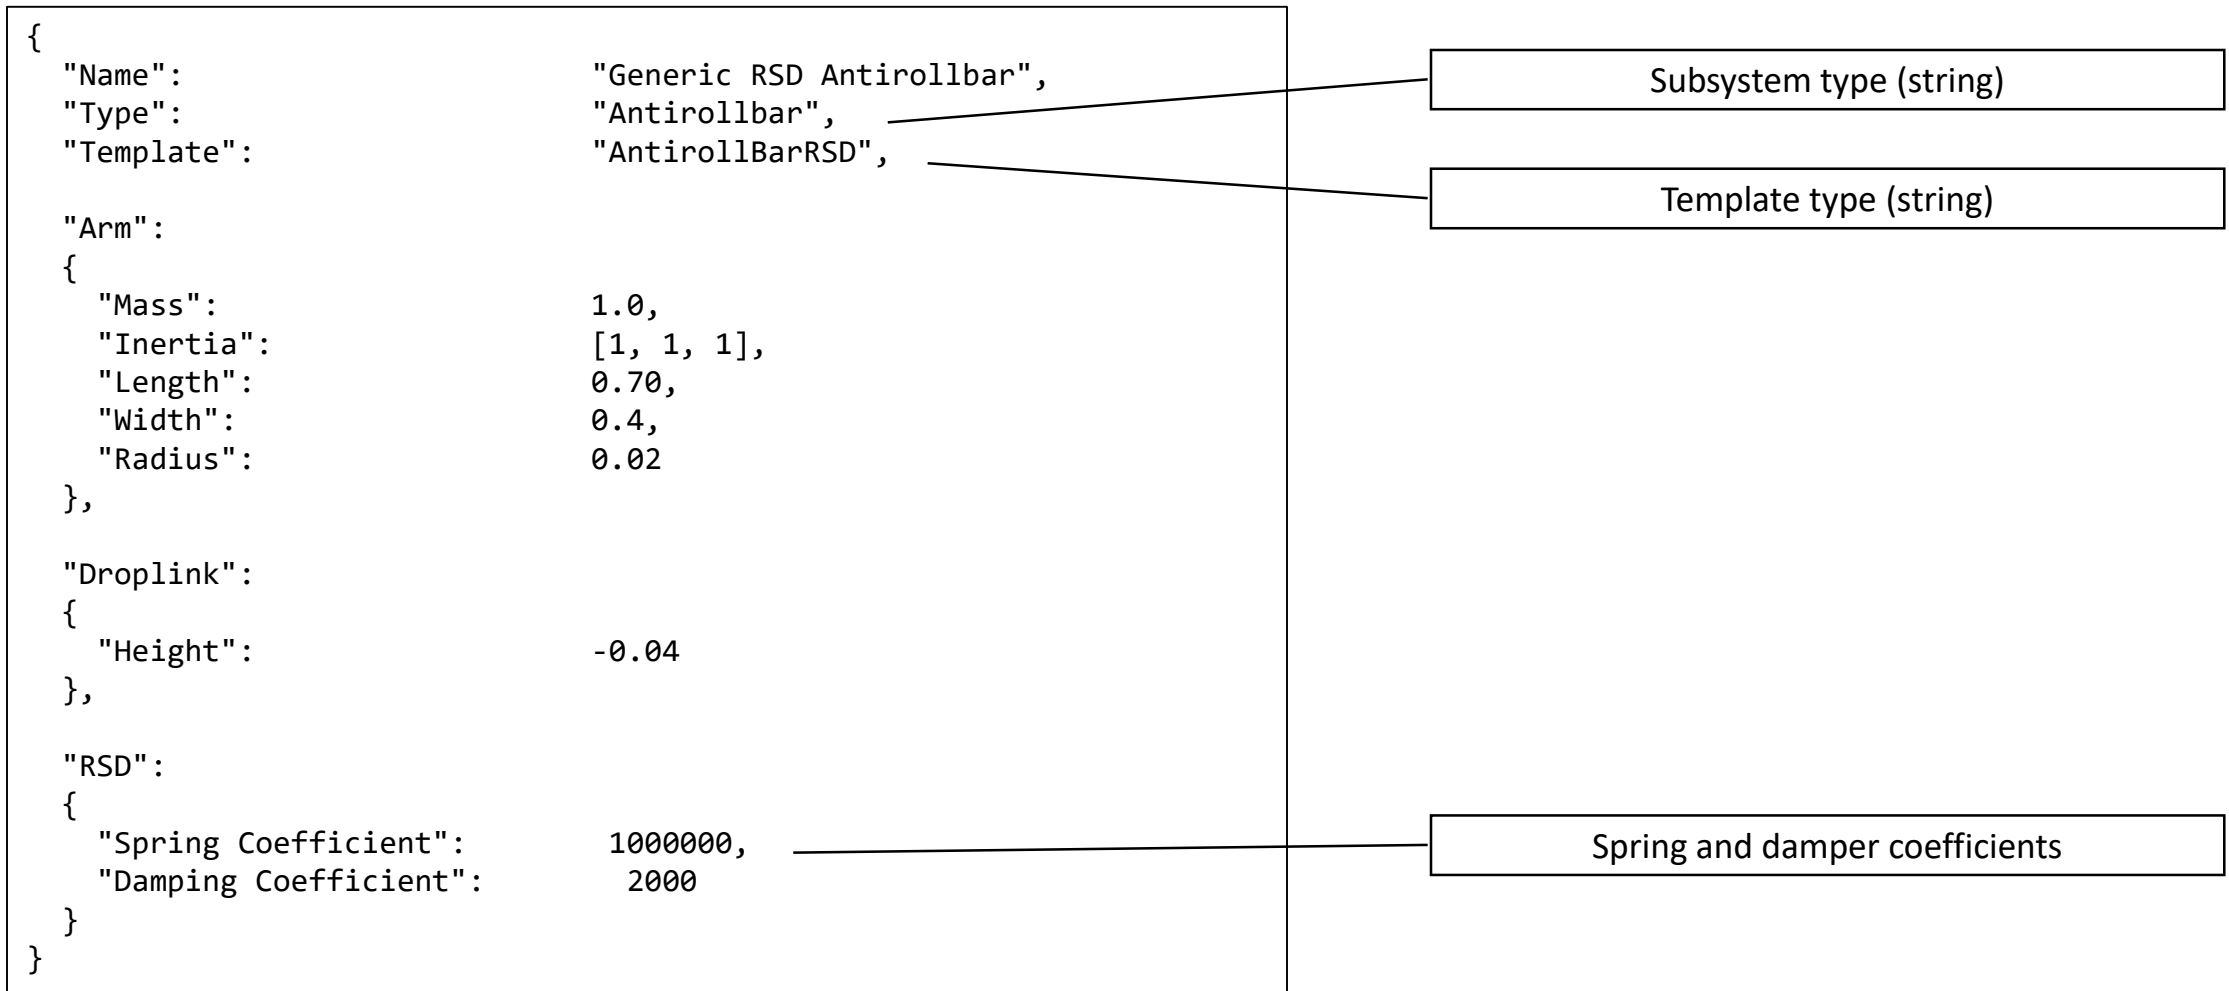 {
"Name": "Generic RSD Antirollbar",
"Type": "Antirollbar",
"Template": "AntirollBarRSD",
"Arm":
{
"Mass": 1.0,
"Inertia": [1, 1, 1],
"Length": 0.70,
"Width": 0.4,
"Radius": 0.02
},
"Droplink":
{
"Height": -0.04
},
"RSD":
{
"Spring Coefficient": 1000000,
"Damping Coefficient": 2000
}
}
Subsystem type (string)
Template type (string)
Spring and damper coefficients